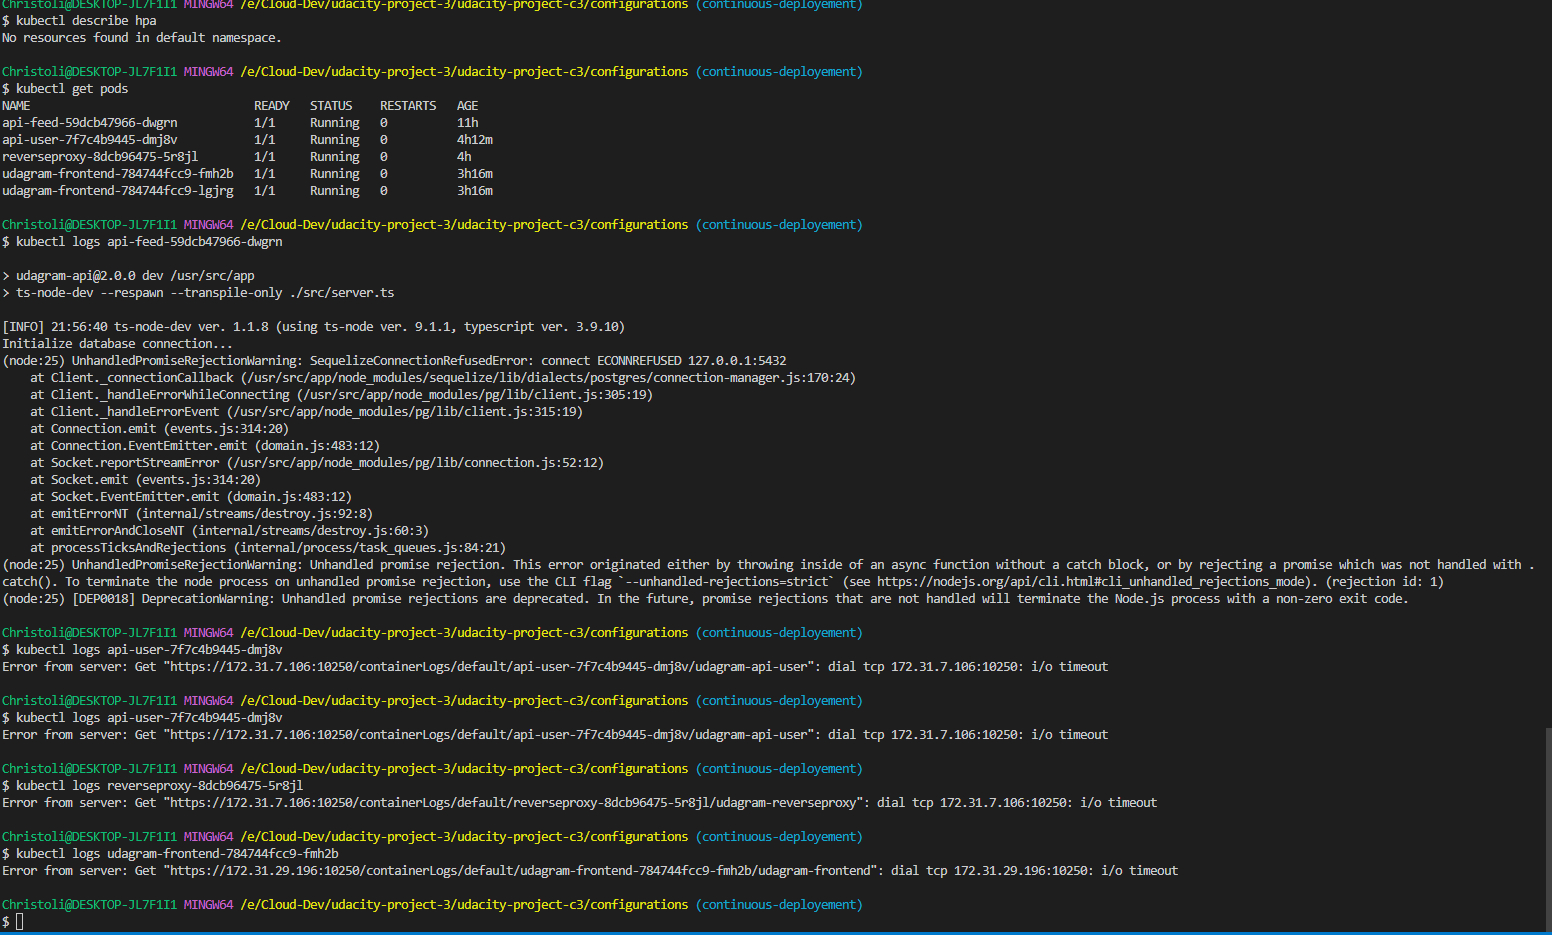 Christoli@DESKTOP-JL7F1I1 MINGW64 /e/Cloud-Dev/udacity-project-3/udacity-project-c3/configurations (continuous-deployement)
$ kubectl describe hpa
No resources found in default namespace.
Christoli@DESKTOP-JL7F1I1 MINGW64 /e/Cloud-Dev/udacity-project-3/udacity-project-c3/configurations (continuous-deployement)
$ kubectl get pods
NAME READY STATUS RESTARTS AGE
api-feed-59dcb47966-dwgrn 1/1 Running 0 11h
api-user-7f7c4b9445-dmj8v 1/1 Running 0 4h12m
reverseproxy-8dcb96475-5r8jl 1/1 Running 0 4h
udagram-frontend-784744fcc9-fmh2b 1/1 Running 0 3h16m
udagram-frontend-784744fcc9-lgjrg 1/1 Running 0 3h16m
Christoli@DESKTOP-JL7F1I1 MINGW64 /e/Cloud-Dev/udacity-project-3/udacity-project-c3/configurations (continuous-deployement)
$ kubectl logs api-feed-59dcb47966-dwgrn
> udagram-api@2.0.0 dev /usr/src/app
> ts-node-dev --respawn --transpile-only ./src/server.ts
[INFO] 21:56:40 ts-node-dev ver. 1.1.8 (using ts-node ver. 9.1.1, typescript ver. 3.9.10)
Initialize database connection...
(node:25) UnhandledPromiseRejectionWarning: SequelizeConnectionRefusedError: connect ECONNREFUSED 127.0.0.1:5432
at Client._connectionCallback (/usr/src/app/node_modules/sequelize/lib/dialects/postgres/connection-manager.js:170:24)
at Client._handleErrorWhileConnecting (/usr/src/app/node_modules/pg/lib/client.js:305:19)
at Client._handleErrorEvent (/usr/src/app/node_modules/pg/lib/client.js:315:19)
at Connection.emit (events.js:314:20)
at Connection.EventEmitter.emit (domain.js:483:12)
at Socket.reportStreamError (/usr/src/app/node_modules/pg/lib/connection.js:52:12)
at Socket.emit (events.js:314:20)
at Socket.EventEmitter.emit (domain.js:483:12)
at emitErrorNT (internal/streams/destroy.js:92:8)
at emitErrorAndCloseNT (internal/streams/destroy.js:60:3)
at processTicksAndRejections (internal/process/task_queues.js:84:21)
(node:25) UnhandledPromiseRejectionWarning: Unhandled promise rejection. This error originated either by throwing inside of an async function without a catch block, or by rejecting a promise which was not handled with .
catch(). To terminate the node process on unhandled promise rejection, use the CLI flag `--unhandled-rejections=strict` (see https://nodejs.org/api/cli.html#cli_unhandled_rejections_mode). (rejection id: 1)
(node:25) [DEP0018] DeprecationWarning: Unhandled promise rejections are deprecated. In the future, promise rejections that are not handled will terminate the Node.js process with a non-zero exit code.
Christoli@DESKTOP-JL7F1I1 MINGW64 /e/Cloud-Dev/udacity-project-3/udacity-project-c3/configurations (continuous-deployement)
$ kubectl logs api-user-7f7c4b9445-dmj8v
Error from server: Get "https://172.31.7.106:10250/containerLogs/default/api-user-7f7c4b9445-dmj8v/udagram-api-user": dial tcp 172.31.7.106:10250: i/o timeout
Christoli@DESKTOP-JL7F1I1 MINGW64 /e/Cloud-Dev/udacity-project-3/udacity-project-c3/configurations (continuous-deployement)
$ kubectl logs api-user-7f7c4b9445-dmj8v
Error from server: Get "https://172.31.7.106:10250/containerLogs/default/api-user-7f7c4b9445-dmj8v/udagram-api-user": dial tcp 172.31.7.106:10250: i/o timeout
Christoli@DESKTOP-JL7F1I1 MINGW64 /e/Cloud-Dev/udacity-project-3/udacity-project-c3/configurations (continuous-deployement)
$ kubectl logs reverseproxy-8dcb96475-5r8jl
Error from server: Get "https://172.31.7.106:10250/containerLogs/default/reverseproxy-8dcb96475-5r8jl/udagram-reverseproxy": dial tcp 172.31.7.106:10250: i/o timeout
Christoli@DESKTOP-JL7F1I1 MINGW64 /e/Cloud-Dev/udacity-project-3/udacity-project-c3/configurations (continuous-deployement)
$ kubectl logs udagram-frontend-784744fcc9-fmh2b
Error from server: Get "https://172.31.29.196:10250/containerLogs/default/udagram-frontend-784744fcc9-fmh2b/udagram-frontend": dial tcp 172.31.29.196:10250: i/o timeout
Christoli@DESKTOP-JL7F1I1 MINGW64 /e/Cloud-Dev/udacity-project-3/udacity-project-c3/configurations (continuous-deployement)
$